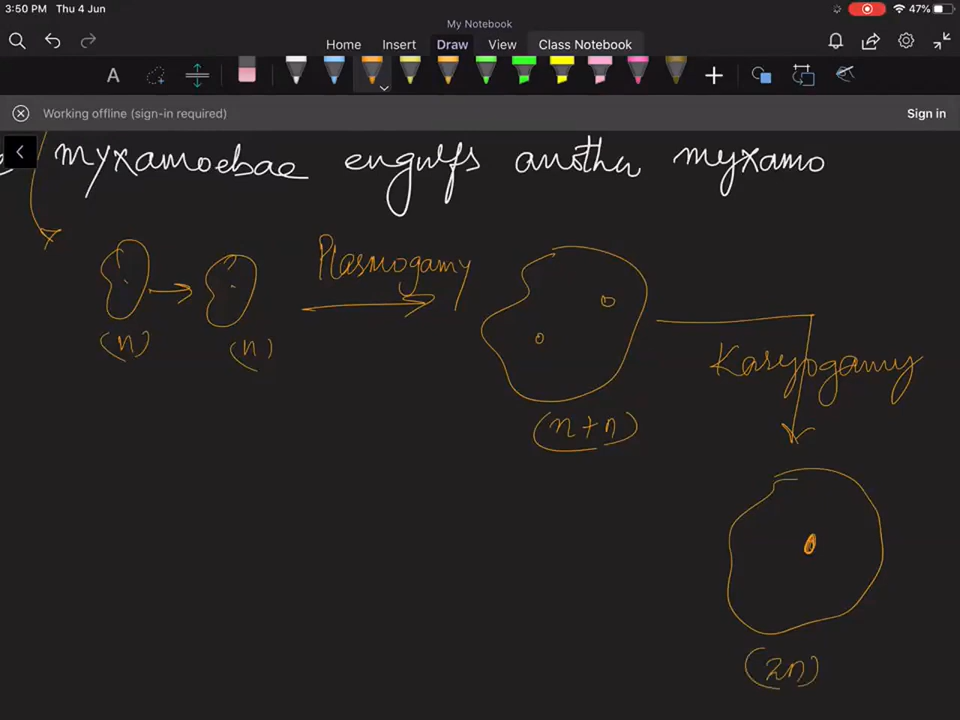 3:50 PM Thu 4 Jun
47%
My Notebook
Home Insert Draw View Class Notebook
A
Working offline (sign-in required) Sign in
myxamoebae engulfs another myxamo
Plasmogamy
(n) (n)
Karyogamy
(n+n)
(2n)